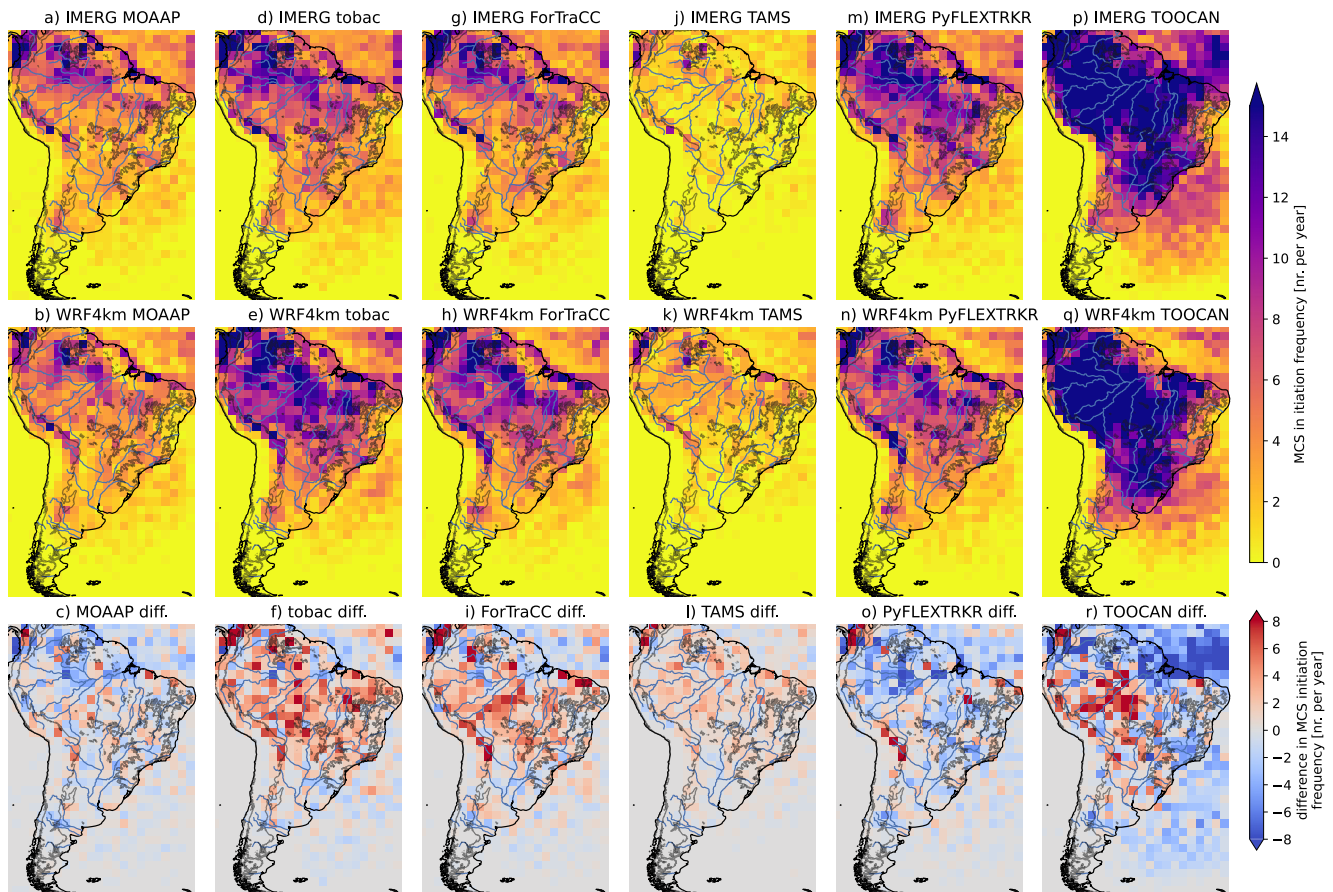 a) IMERG MOAAP
d) IMERG tobac
g) IMERG ForTraCC
j) IMERG TAMS
m) IMERG PyFLEXTRKR
p) IMERG TOOCAN
b) WRF4km MOAAP
e) WRF4km tobac
h) WRF4km ForTraCC
k) WRF4km TAMS
n) WRF4km PyFLEXTRKR
q) WRF4km TOOCAN
14
12
10
8
6
4
2
0
MCS in itiation frequency [nr. per year]
c) MOAAP diff.
f) tobac diff.
i) ForTraCC diff.
l) TAMS diff.
o) PyFLEXTRKR diff.
r) TOOCAN diff.
8
6
4
2
0
−2
−4
−6
−8
difference in MCS initiation
frequency [nr. per year]